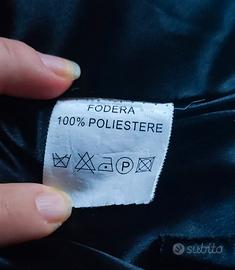 FODERA
100% POLIESTERE
P
subito